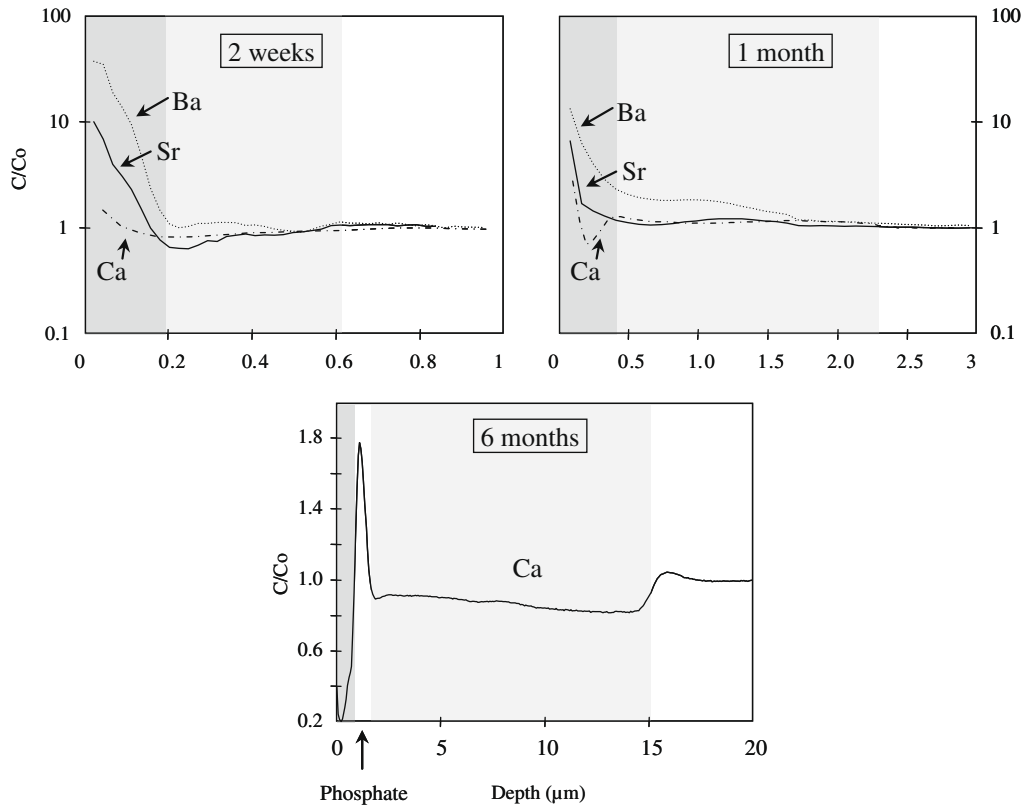 2 weeks
100
10
1
0.1
C/Co
Ba
Sr
Ca
0 0.2 0.4 0.6 0.8 1
1 month
100
10
1
0.1
Ba
Sr
Ca
0 0.5 1.0 1.5 2.0 2.5 3
6 months
1.8
1.4
1.0
0.6
0.2
C/Co
Ca
0 5 10 15 20
Phosphate
Depth (µm)